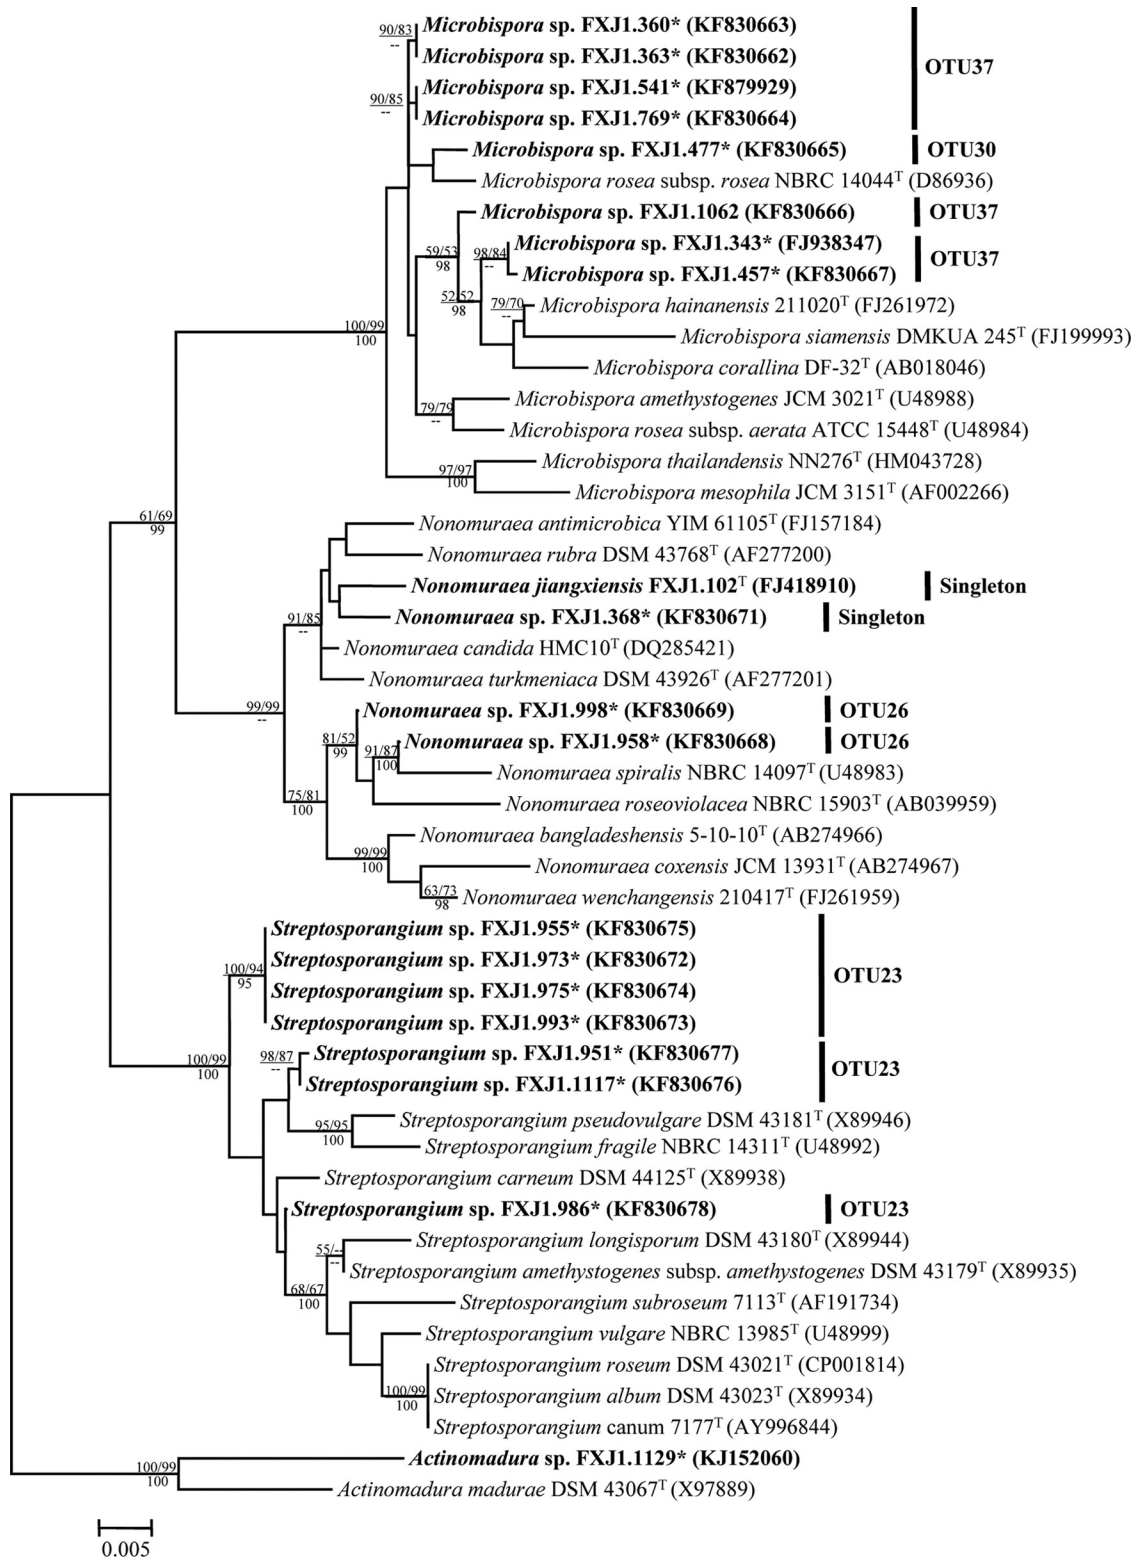 90/83
--
Microbispora sp. FXJ1.360* (KF830663)
Microbispora sp. FXJ1.363* (KF830662)
OTU37
90/85
--
Microbispora sp. FXJ1.541* (KF879929)
Microbispora sp. FXJ1.769* (KF830664)
Microbispora sp. FXJ1.477* (KF830665) OTU30
Microbispora rosea subsp. rosea NBRC 14044T (D86936)
Microbispora sp. FXJ1.1062 (KF830666) OTU37
59/53
98
98/84
--
Microbispora sp. FXJ1.343* (FJ938347)
OTU37
Microbispora sp. FXJ1.457* (KF830667)
52/52
98
79/70
--
Microbispora hainanensis 211020T (FJ261972)
100/99
100
Microbispora siamensis DMKUA 245T (FJ199993)
Microbispora corallina DF-32T (AB018046)
Microbispora amethystogenes JCM 3021T (U48988)
79/79
--
Microbispora rosea subsp. aerata ATCC 15448T (U48984)
Microbispora thailandensis NN276T (HM043728)
97/97
100
Microbispora mesophila JCM 3151T (AF002266)
61/69
99
Nonomuraea antimicrobica YIM 61105T (FJ157184)
Nonomuraea rubra DSM 43768T (AF277200)
Nonomuraea jiangxiensis FXJ1.102T (FJ418910) Singleton
91/85
--
Nonomuraea sp. FXJ1.368* (KF830671) Singleton
Nonomuraea candida HMC10T (DQ285421)
Nonomuraea turkmeniaca DSM 43926T (AF277201)
99/99
--
Nonomuraea sp. FXJ1.998* (KF830669) OTU26
81/52
99
91/87
100
Nonomuraea sp. FXJ1.958* (KF830668) OTU26
Nonomuraea spiralis NBRC 14097T (U48983)
75/81
100
Nonomuraea roseoviolacea NBRC 15903T (AB039959)
Nonomuraea bangladeshensis 5-10-10T (AB274966)
99/99
100
Nonomuraea coxensis JCM 13931T (AB274967)
63/73
98
Nonomuraea wenchangensis 210417T (FJ261959)
Streptosporangium sp. FXJ1.955* (KF830675)
Streptosporangium sp. FXJ1.973* (KF830672)
100/94
95
OTU23
Streptosporangium sp. FXJ1.975* (KF830674)
Streptosporangium sp. FXJ1.993* (KF830673)
100/99
100
98/87
--
Streptosporangium sp. FXJ1.951* (KF830677)
OTU23
Streptosporangium sp. FXJ1.1117* (KF830676)
Streptosporangium pseudovulgare DSM 43181T (X89946)
95/95
100
Streptosporangium fragile NBRC 14311T (U48992)
Streptosporangium carneum DSM 44125T (X89938)
Streptosporangium sp. FXJ1.986* (KF830678) OTU23
Streptosporangium longisporum DSM 43180T (X89944)
55/--
--
Streptosporangium amethystogenes subsp. amethystogenes DSM 43179T (X89935)
68/67
100
Streptosporangium subroseum 7113T (AF191734)
Streptosporangium vulgare NBRC 13985T (U48999)
Streptosporangium roseum DSM 43021T (CP001814)
100/99
100
Streptosporangium album DSM 43023T (X89934)
Streptosporangium canum 7177T (AY996844)
Actinomadura sp. FXJ1.1129* (KJ152060)
100/99
100
Actinomadura madurae DSM 43067T (X97889)
0.005